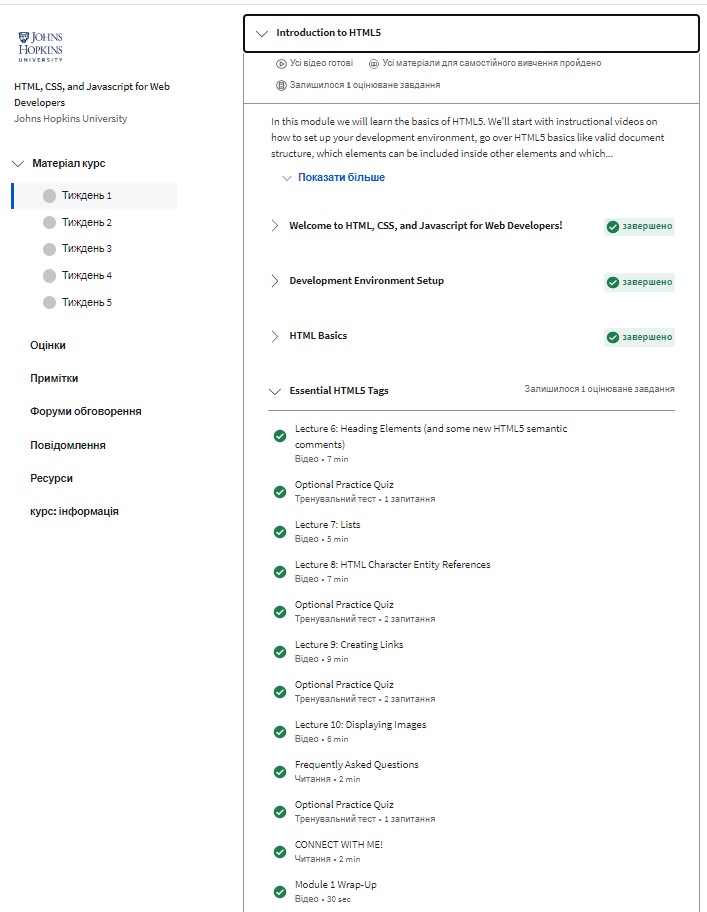 JOHNS
HOPKINS
UNIVERSITY
HTML, CSS, and Javascript for Web
Developers
Johns Hopkins University
Матеріал курс
Тиждень 1
Тиждень 2
Тиждень 3
Тиждень 4
Тиждень 5
Оцінки
Примітки
Форуми обговорення
Повідомлення
Ресурси
курс: інформація
Introduction to HTML5
Усі відео готові Усі матеріали для самостійного вивчення пройдено
Залишилося 1 оцінюване завдання
In this module we will learn the basics of HTML5. We'll start with instructional videos on
how to set up your development environment, go over HTML5 basics like valid document
structure, which elements can be included inside other elements and which...
Показати більше
Welcome to HTML, CSS, and Javascript for Web Developers! завершено
Development Environment Setup завершено
HTML Basics завершено
Essential HTML5 Tags Залишилося 1 оцінюване завдання
Lecture 6: Heading Elements (and some new HTML5 semantic
comments)
Відео • 7 min
Optional Practice Quiz
Тренувальний тест • 1 запитання
Lecture 7: Lists
Відео • 5 min
Lecture 8: HTML Character Entity References
Відео • 7 min
Optional Practice Quiz
Тренувальний тест • 2 запитання
Lecture 9: Creating Links
Відео • 9 min
Optional Practice Quiz
Тренувальний тест • 2 запитання
Lecture 10: Displaying Images
Відео • 6 min
Frequently Asked Questions
Читання • 2 min
Optional Practice Quiz
Тренувальний тест • 1 запитання
CONNECT WITH ME!
Читання • 2 min
Module 1 Wrap-Up
Відео • 30 sec